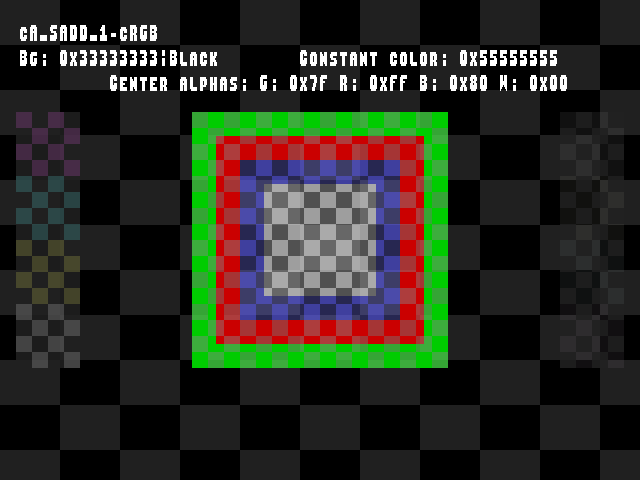 cA_SADD_1-cRGB
Bg: 0x33333333¦Black Constant color: 0x55555555
Center alphas: G: 0x7F R: 0xFF B: 0x80 W: 0x00